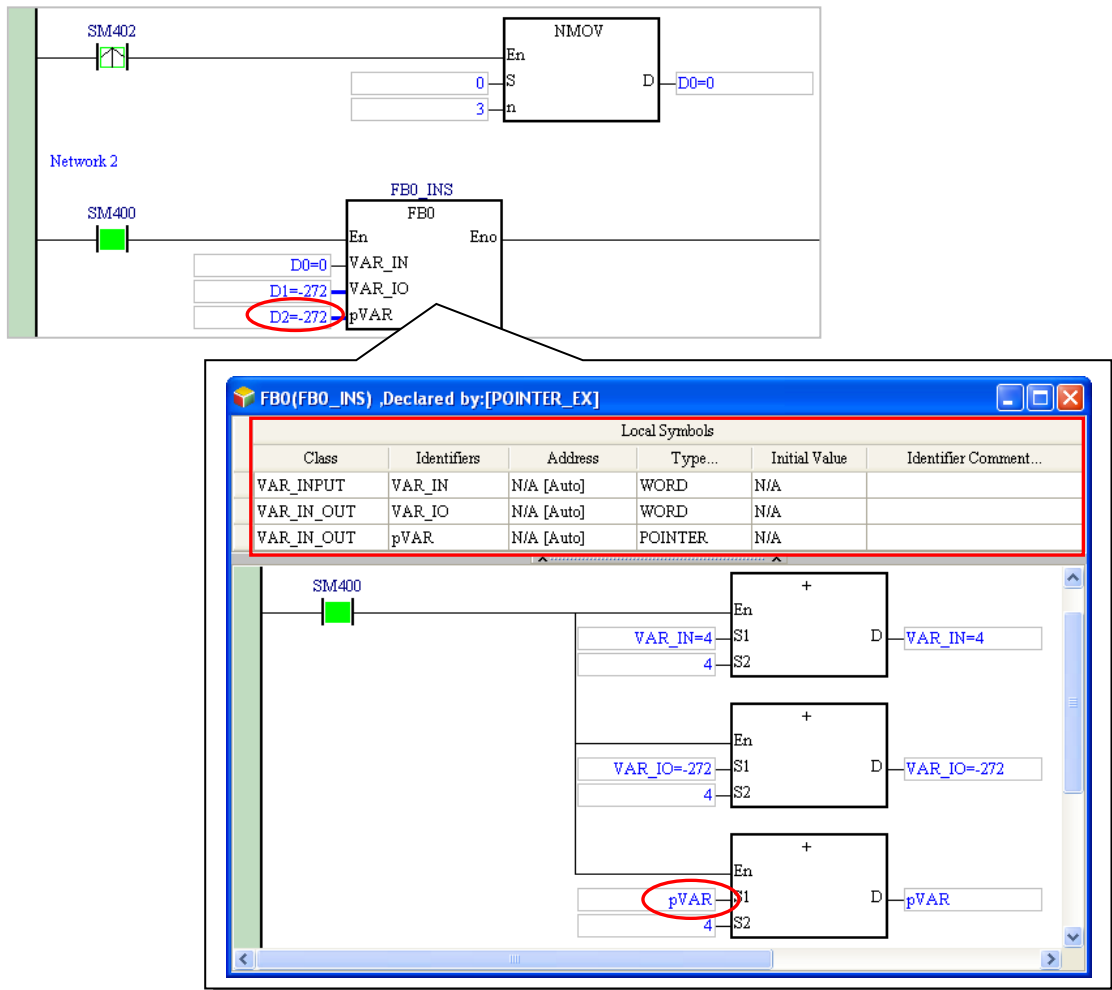 SM402
NMOV
En
0 S D D0=0
3 n
Network 2
FB0_INS
SM400
FB0
En Eno
D0=0 VAR_IN
D1=-272 VAR_IO
D2=-272 pVAR
FB0(FB0_INS) ,Declared by:[POINTER_EX]
Local Symbols
Class Identifiers Address Type... Initial Value Identifier Comment...
VAR_INPUT VAR_IN N/A [Auto] WORD N/A
VAR_IN_OUT VAR_IO N/A [Auto] WORD N/A
VAR_IN_OUT pVAR N/A [Auto] POINTER N/A
SM400
+
En
VAR_IN=4 S1 D VAR_IN=4
4 S2
+
En
VAR_IO=-272 S1 D VAR_IO=-272
4 S2
+
En
pVAR S1 D pVAR
4 S2